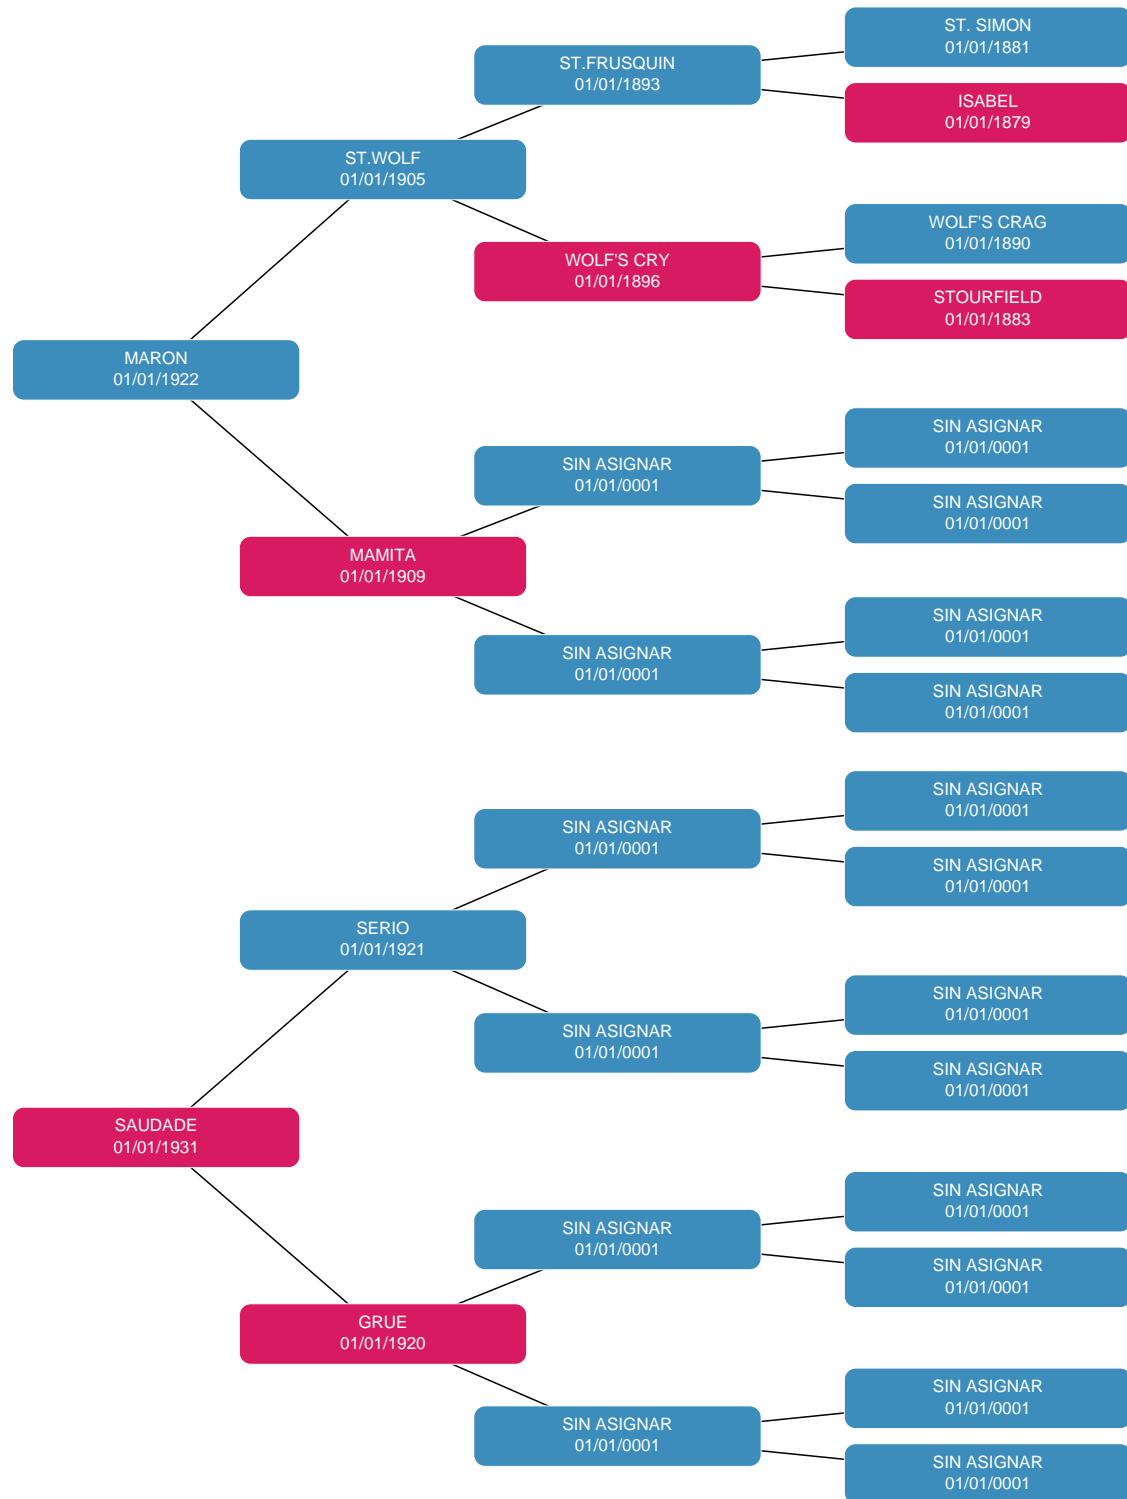 ST. SIMON
01/01/1881
ST.FRUSQUIN
01/01/1893
ISABEL
01/01/1879
ST.WOLF
01/01/1905
WOLF'S CRAG
01/01/1890
WOLF'S CRY
01/01/1896
STOURFIELD
01/01/1883
MARON
01/01/1922
SIN ASIGNAR
01/01/0001
SIN ASIGNAR
01/01/0001
SIN ASIGNAR
01/01/0001
MAMITA
01/01/1909
SIN ASIGNAR
01/01/0001
SIN ASIGNAR
01/01/0001
SIN ASIGNAR
01/01/0001
SIN ASIGNAR
01/01/0001
SIN ASIGNAR
01/01/0001
SIN ASIGNAR
01/01/0001
SERIO
01/01/1921
SIN ASIGNAR
01/01/0001
SIN ASIGNAR
01/01/0001
SIN ASIGNAR
01/01/0001
SAUDADE
01/01/1931
SIN ASIGNAR
01/01/0001
SIN ASIGNAR
01/01/0001
SIN ASIGNAR
01/01/0001
GRUE
01/01/1920
SIN ASIGNAR
01/01/0001
SIN ASIGNAR
01/01/0001
SIN ASIGNAR
01/01/0001